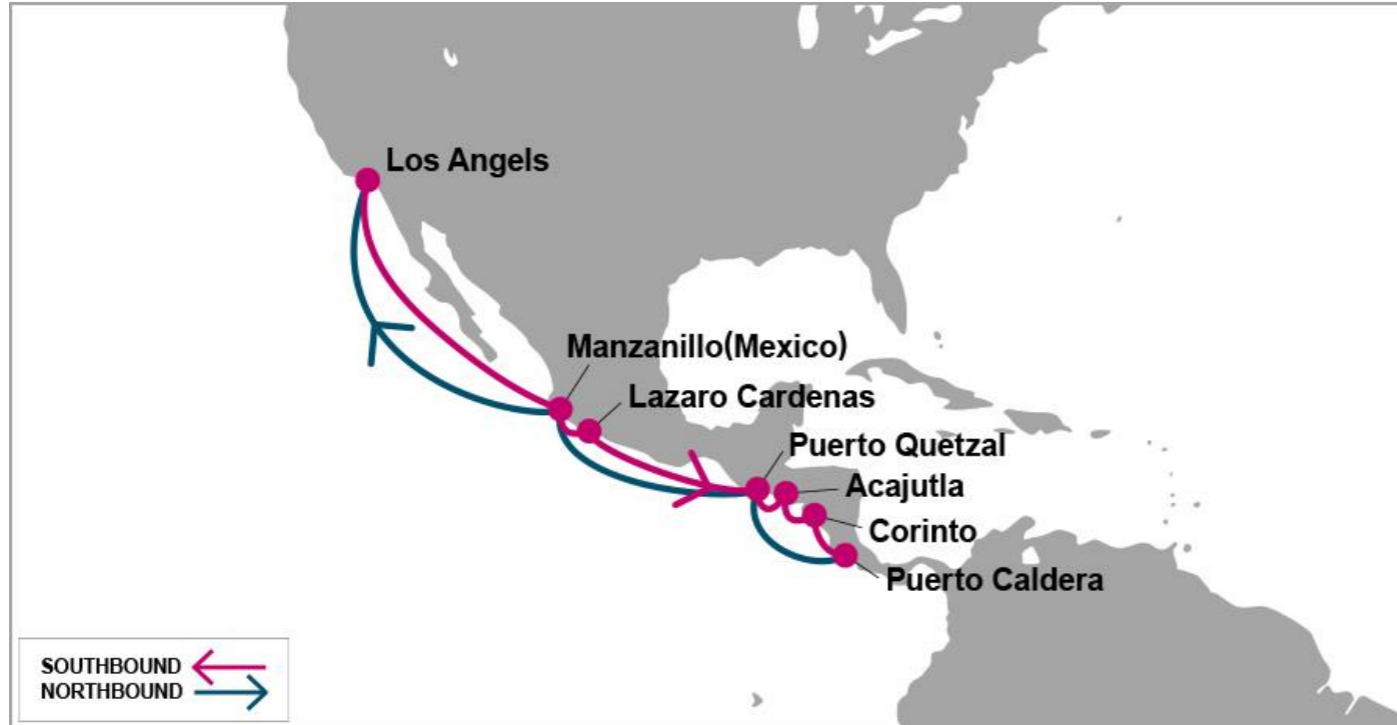 Los Angels
Manzanillo(Mexico)
Lazaro Cardenas
Puerto Quetzal
Acajutla
Corinto
Puerto Caldera
SOUTHBOUND
NORTHBOUND